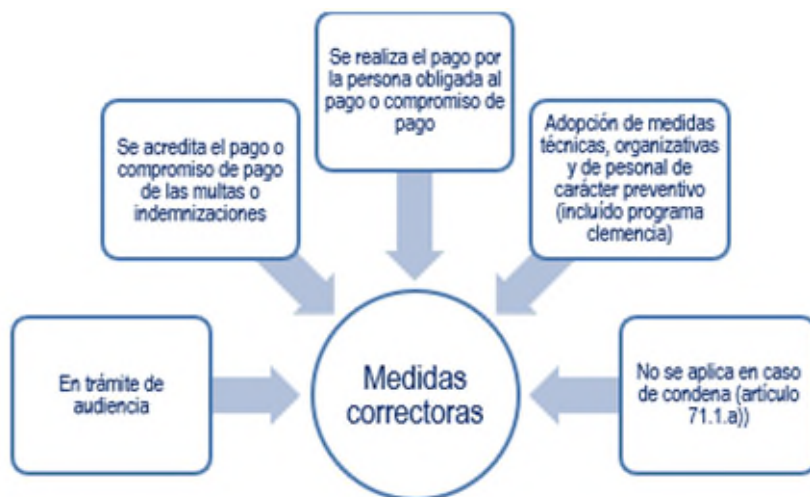 Se realiza el pago por
la persona obligada al
pago o compromiso de
pago
Se acredita el pago o
compromiso de pago
de las multas o
indemnizaciones
Adopción de medidas
técnicas, organizativas
y de pesonal de
carácter preventivo
(incluído programa
clemencia)
En trámite de
audiencia
Medidas
correctoras
No se aplica en caso
de condena (artículo
71.1.a))